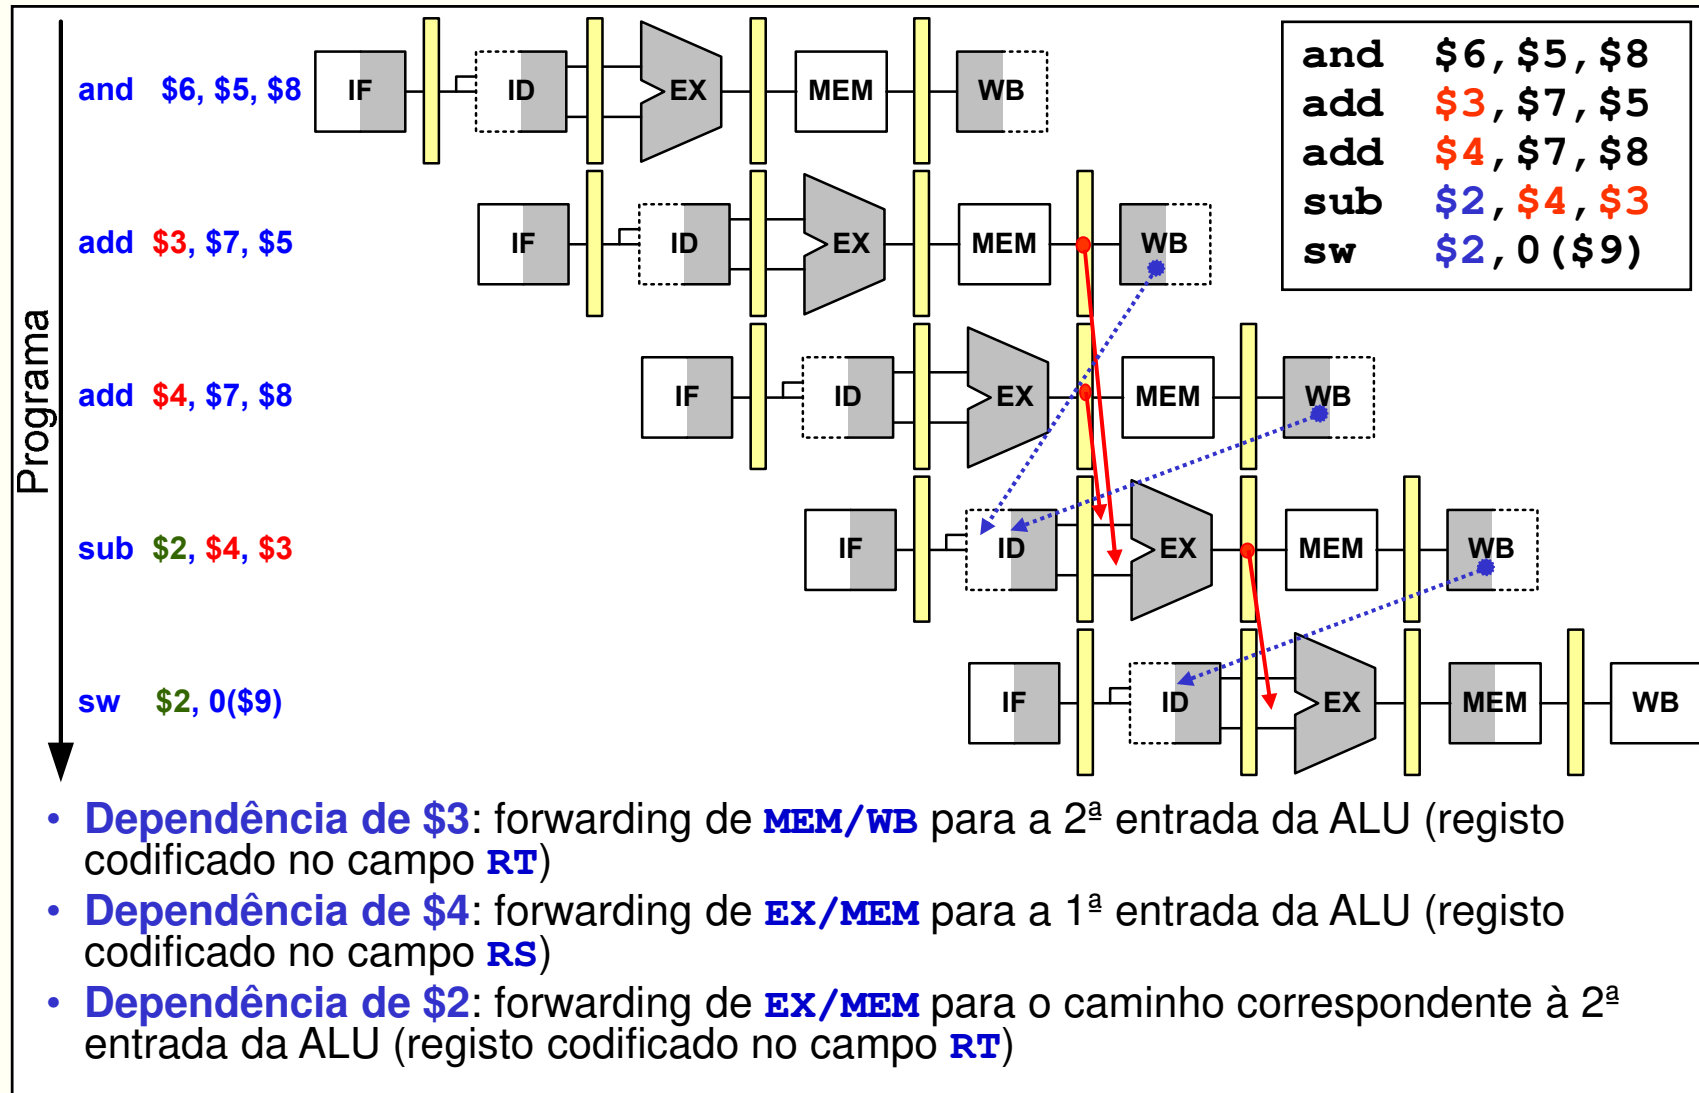 and $6, $5, $8 IF ID EX MEM WB
add $3, $7, $5 IF ID EX MEM WB
add $4, $7, $8 IF ID EX MEM WB
sub $2, $4, $3 IF ID EX MEM WB
sw $2, 0($9) IF ID EX MEM WB
Programa
and $6,$5,$8
add $3,$7,$5
add $4,$7,$8
sub $2,$4,$3
sw $2,0($9)
• Dependência de $3: forwarding de MEM/WB para a 2ª entrada da ALU (registo
codificado no campo RT)
• Dependência de $4: forwarding de EX/MEM para a 1ª entrada da ALU (registo
codificado no campo RS)
• Dependência de $2: forwarding de EX/MEM para o caminho correspondente à 2ª
entrada da ALU (registo codificado no campo RT)